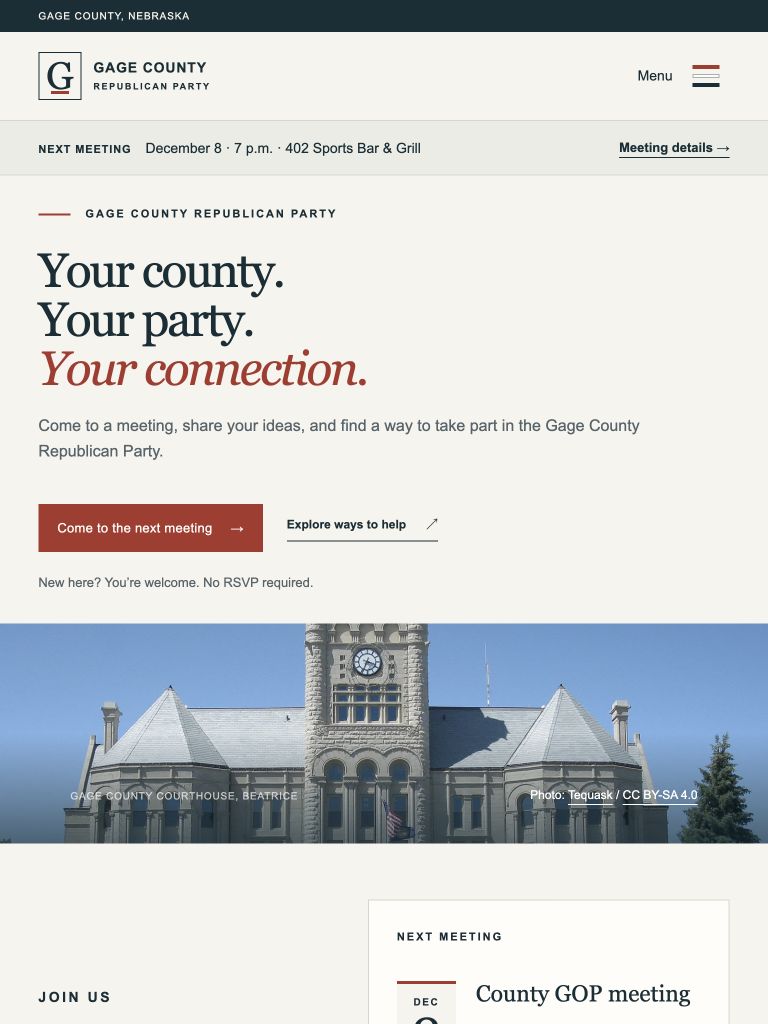 GAGE COUNTY, NEBRASKA
G
GAGE COUNTY
REPUBLICAN PARTY
Menu
NEXT MEETING December 8 · 7 p.m. · 402 Sports Bar & Grill
Meeting details →
GAGE COUNTY REPUBLICAN PARTY
Your county.
Your party.
Your connection.
Come to a meeting, share your ideas, and find a way to take part in the Gage County
Republican Party.
Come to the next meeting →
Explore ways to help ↗
New here? You’re welcome. No RSVP required.
GAGE COUNTY COURTHOUSE, BEATRICE
Photo: Tequask / CC BY-SA 4.0
JOIN US
NEXT MEETING
DEC
County GOP meeting